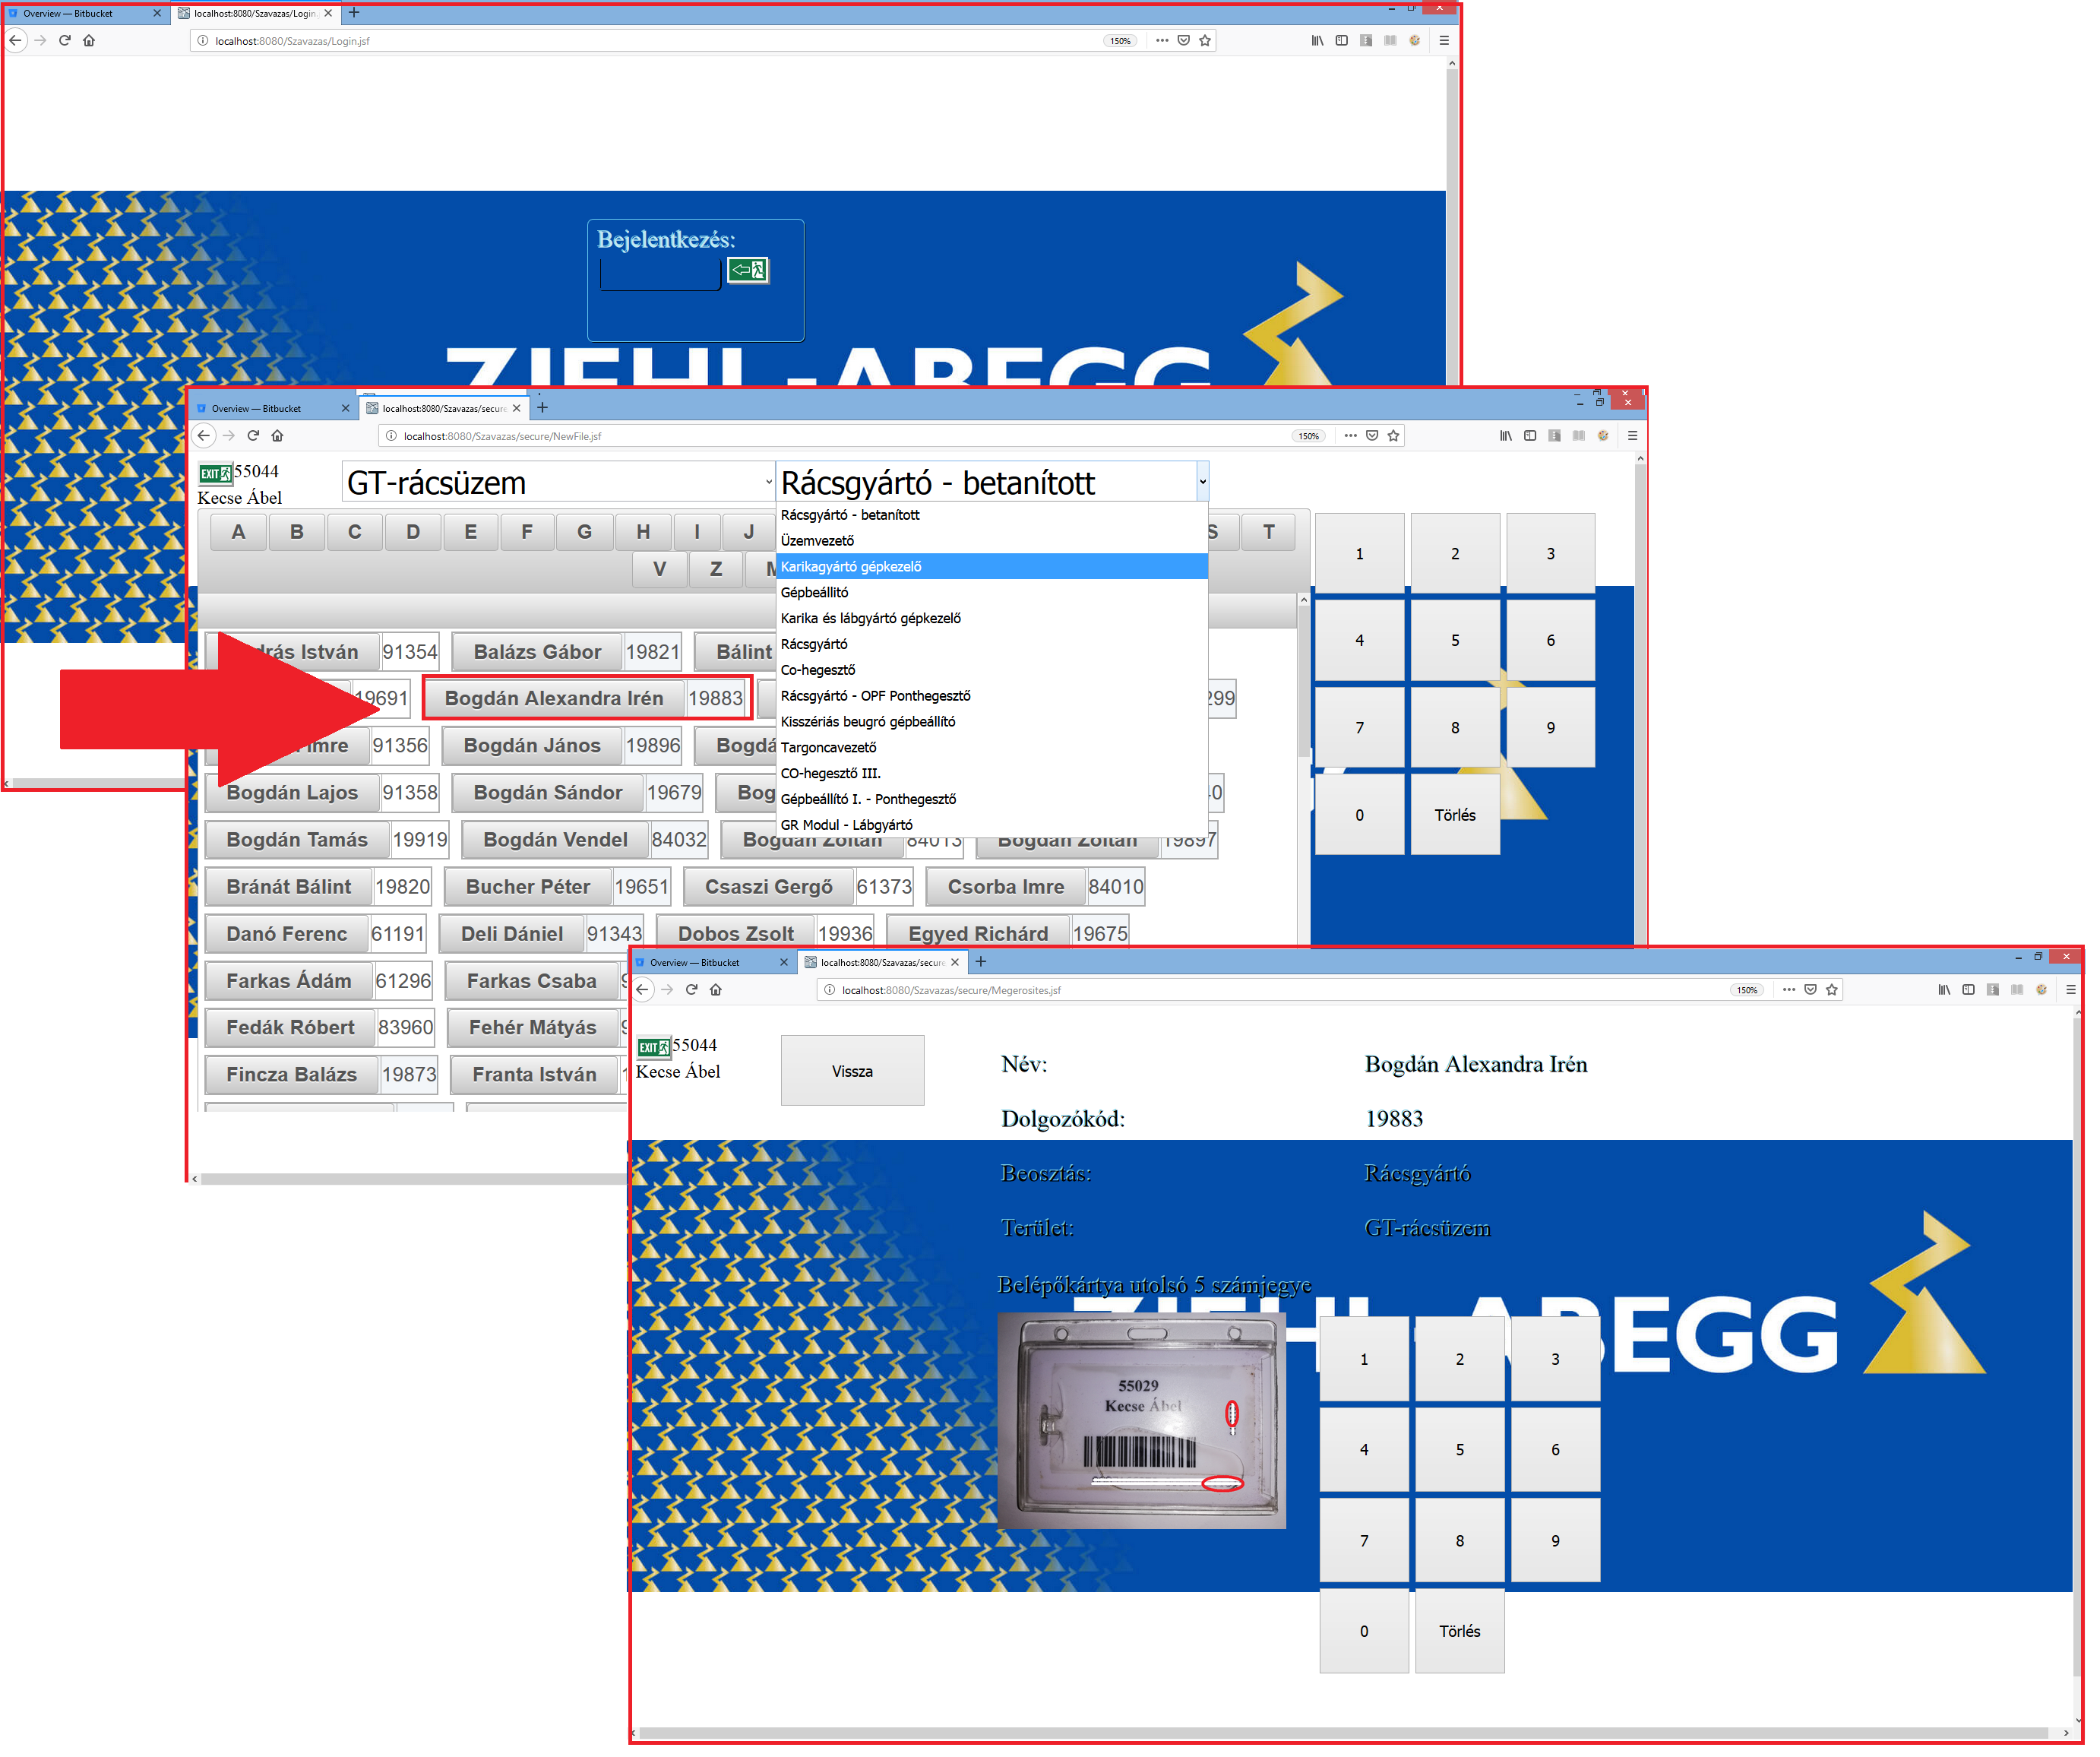 Overview — Bitbucket
localhost:8080/Szavazas/Login.
localhost:8080/Szavazas/Login.jsf
150%
Bejelentkezés:
ZIEHL-ABEGG
Overview — Bitbucket
localhost:8080/Szavazas/secure
localhost:8080/Szavazas/secure/NewFile.jsf
150%
EXIT 55044
Kecse Ábel
GT-rácsüzem
Rácsgyártó - betanított
A B C D E F G H I J S T
V Z
Rácsgyártó - betanított
Üzemvezető
Karikagyártó gépkezelő
Gépbeállitó
Karika és lábgyártó gépkezelő
Rácsgyártó
Co-hegesztő
Rácsgyártó - OPF Ponthegesztő
Kisszériás beugró gépbeállító
Targoncavezető
CO-hegesztő III.
Gépbeállító I. - Ponthegesztő
GR Modul - Lábgyártó
1 2 3
4 5 6
7 8 9
0 Törlés
István 91354 Balázs Gábor 19821 Bálint
19691 Bogdán Alexandra Irén 19883 299
Imre 91356 Bogdán János 19896
Bogdán Lajos 91358 Bogdán Sándor 19679
Bogdán Tamás 19919 Bogdán Vendel 84032 Bogdán Zoltán 84013 Bogdán Zoltán 19897
Bránát Bálint 19820 Bucher Péter 19651 Csaszi Gergő 61373 Csorba Imre 84010
Danó Ferenc 61191 Deli Dániel 91343 Dobos Zsolt 19936 Egyed Richárd 19675
Farkas Ádám 61296 Farkas Csaba
Fedák Róbert 83960 Fehér Mátyás
Fincza Balázs 19873 Franta István
Overview — Bitbucket
localhost:8080/Szavazas/secure
localhost:8080/Szavazas/secure/Megerosites.jsf
150%
EXIT 55044
Kecse Ábel
Vissza
Név: Bogdán Alexandra Irén
Dolgozókód: 19883
Beosztás: Rácsgyártó
Terület: GT-rácsüzem
Belépőkártya utolsó 5 számjegye
ZIEHL-ABEGG
55029
Kecse Ábel
1 2 3
4 5 6
7 8 9
0 Törlés